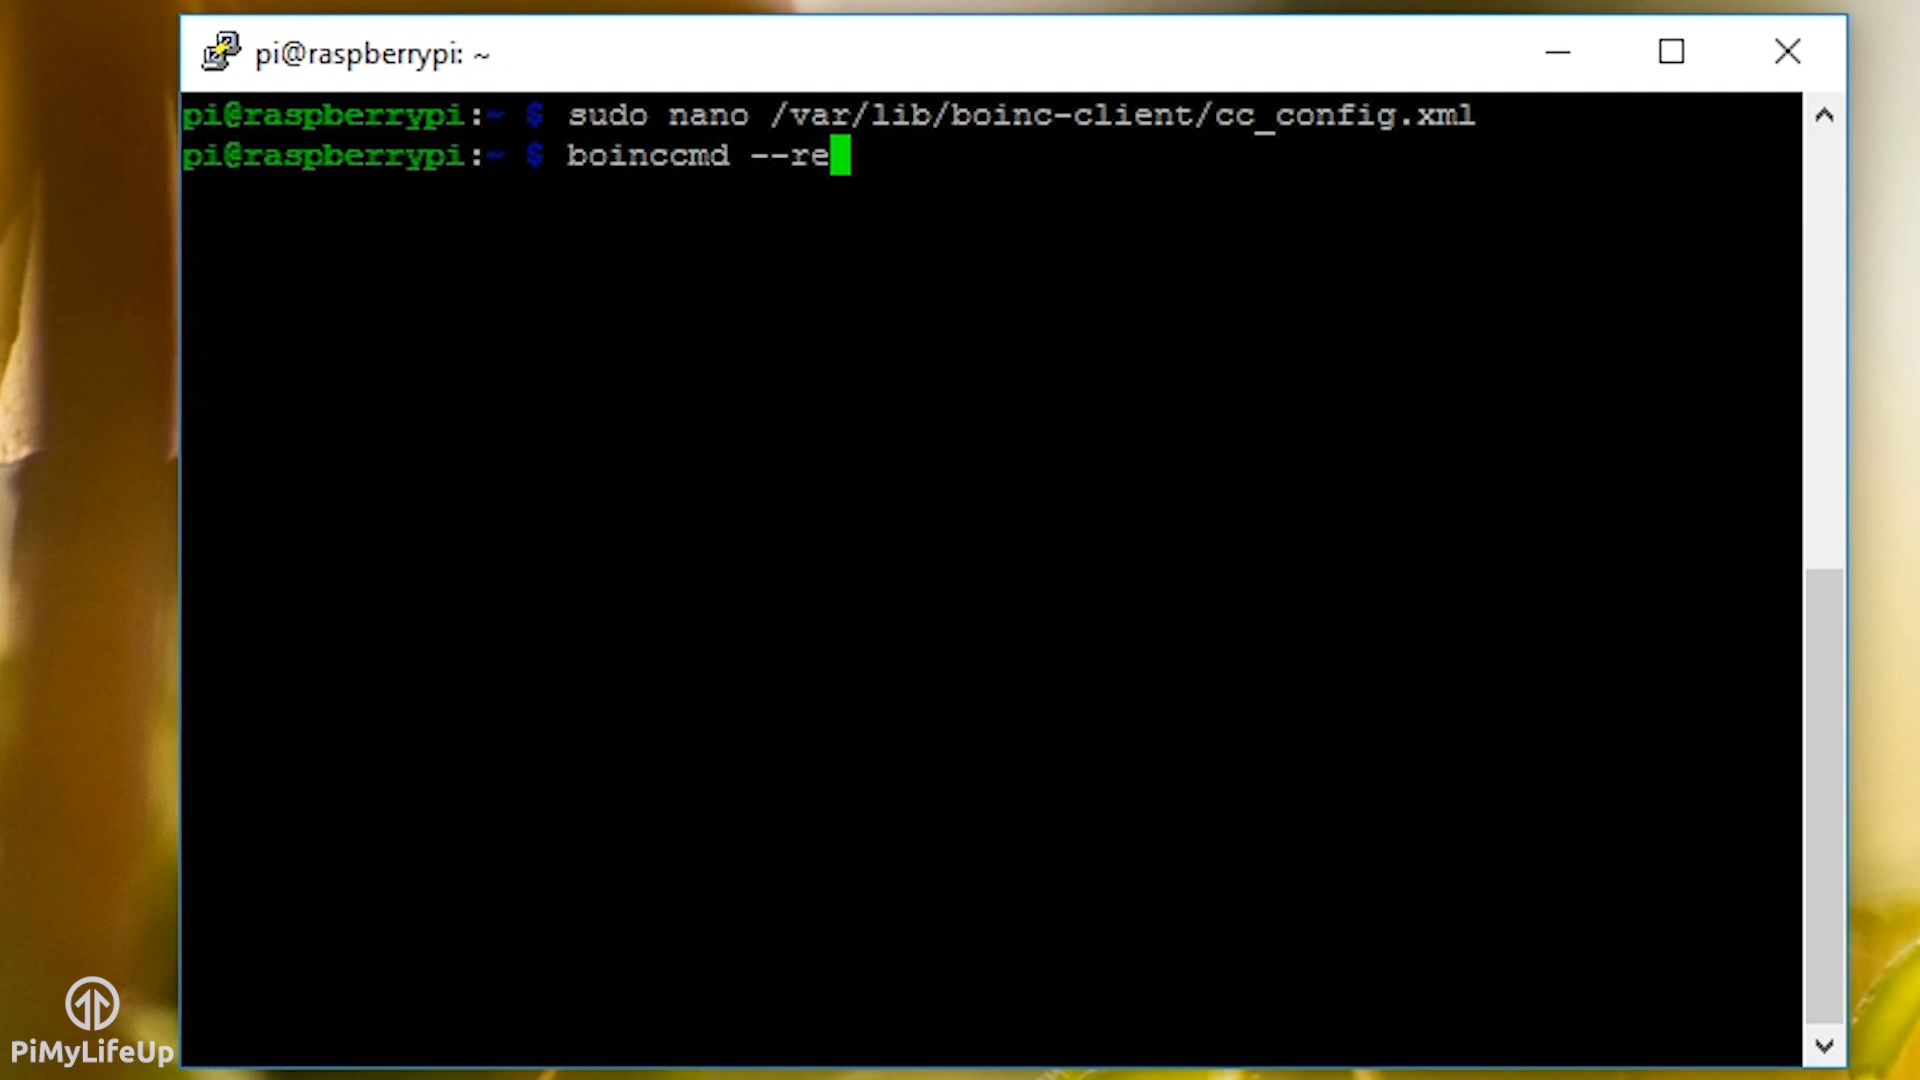 pi@raspberrypi: ~
pi@raspberrypi:~ $ sudo nano /var/lib/boinc-client/cc_config.xml
pi@raspberrypi:~ $ boinccmd --re
PiMyLifeUp